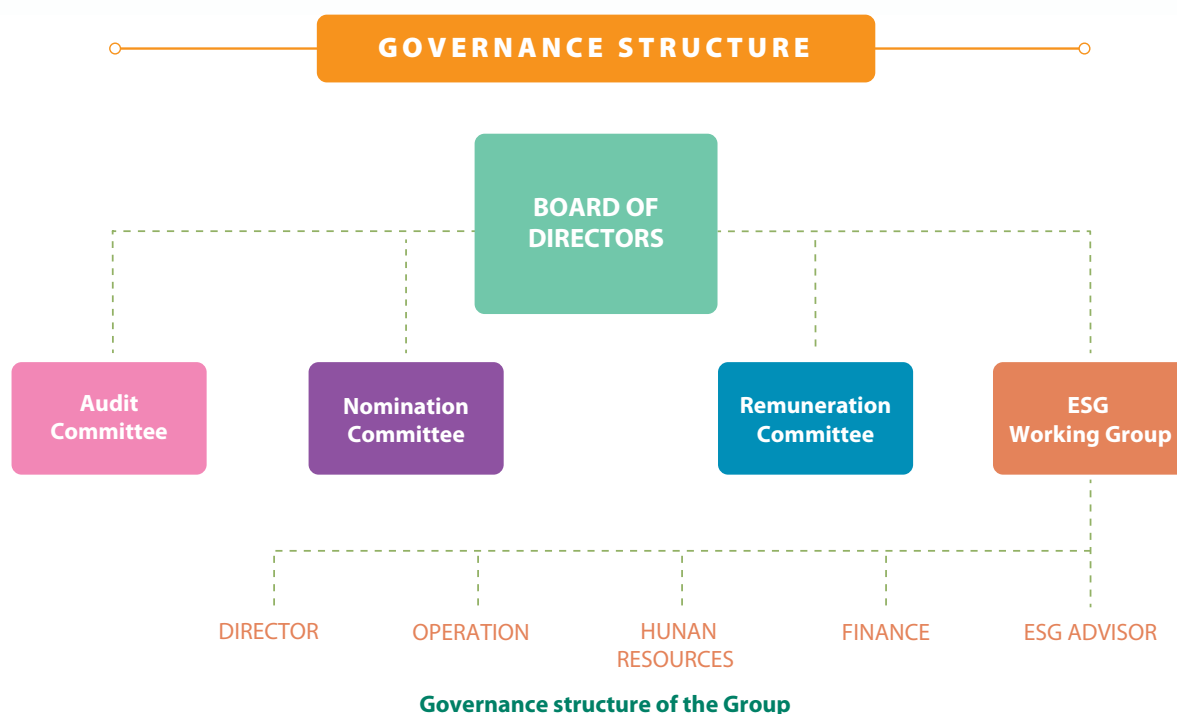 GOVERNANCE STRUCTURE
BOARD OF
DIRECTORS
Audit
Committee
Nomination
Committee
Remuneration
Committee
ESG
Working Group
DIRECTOR
OPERATION
HUNAN
RESOURCES
FINANCE
ESG ADVISOR
Governance structure of the Group